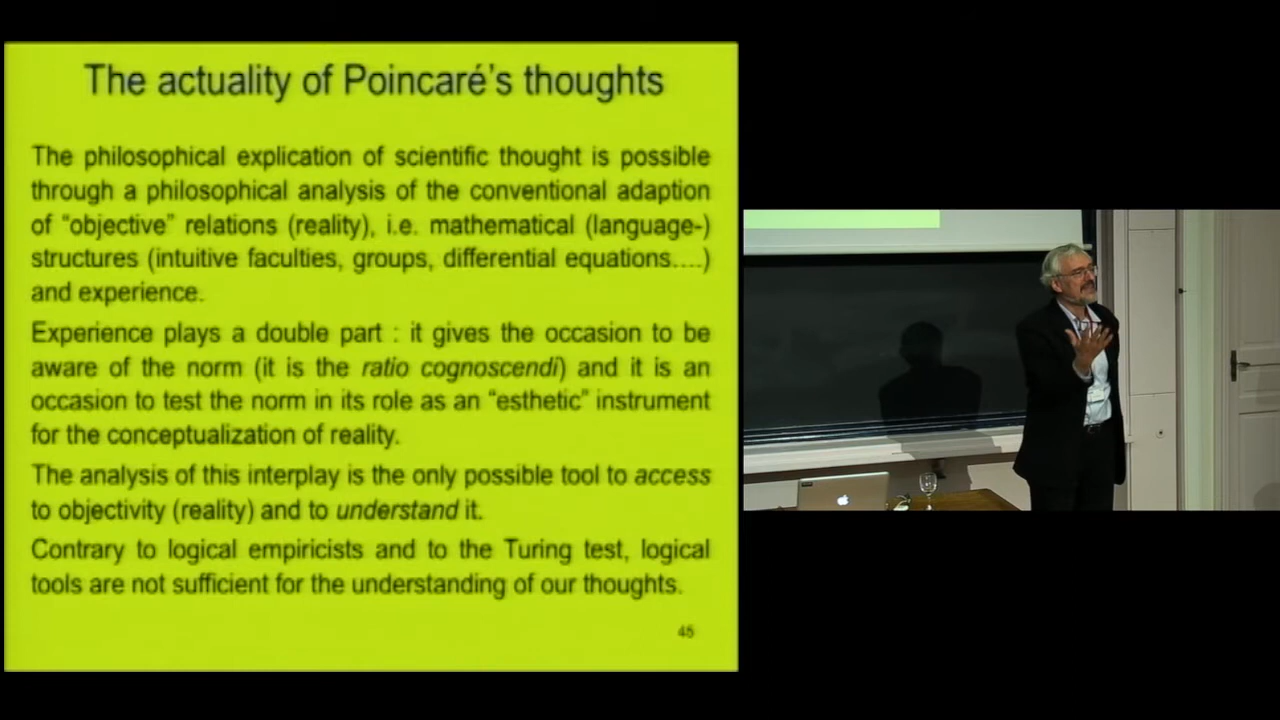 The actuality of Poincaré's thoughts
The philosophical explication of scientific thought is possible
through a philosophical analysis of the conventional adaption
of “objective” relations (reality), i.e. mathematical (language-)
structures (intuitive faculties, groups, differential equations….)
and experience.
Experience plays a double part : it gives the occasion to be
aware of the norm (it is the ratio cognoscendi) and it is an
occasion to test the norm in its role as an “esthetic” instrument
for the conceptualization of reality.
The analysis of this interplay is the only possible tool to access
to objectivity (reality) and to understand it.
Contrary to logical empiricists and to the Turing test, logical
tools are not sufficient for the understanding of our thoughts.